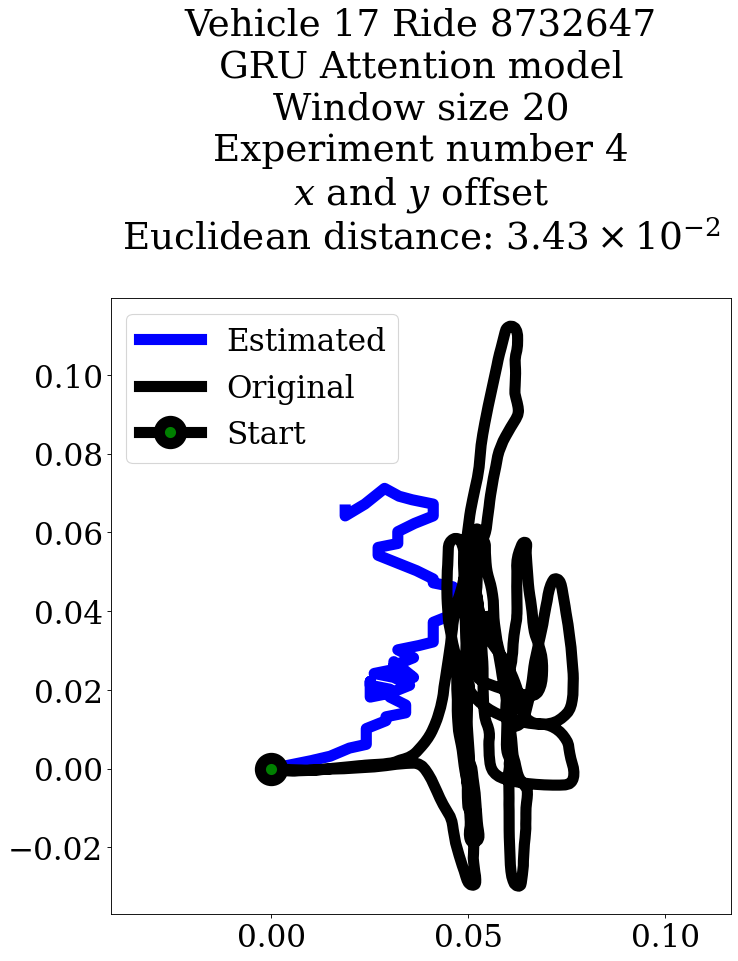 Vehicle 17 Ride 8732647
GRU Attention model
Window size 20
Experiment number 4
x and y offset
Euclidean distance: 3.43 × 10⁻²
Estimated
Original
Start
0.10
0.08
0.06
0.04
0.02
0.00
−0.02
0.00 0.05 0.10